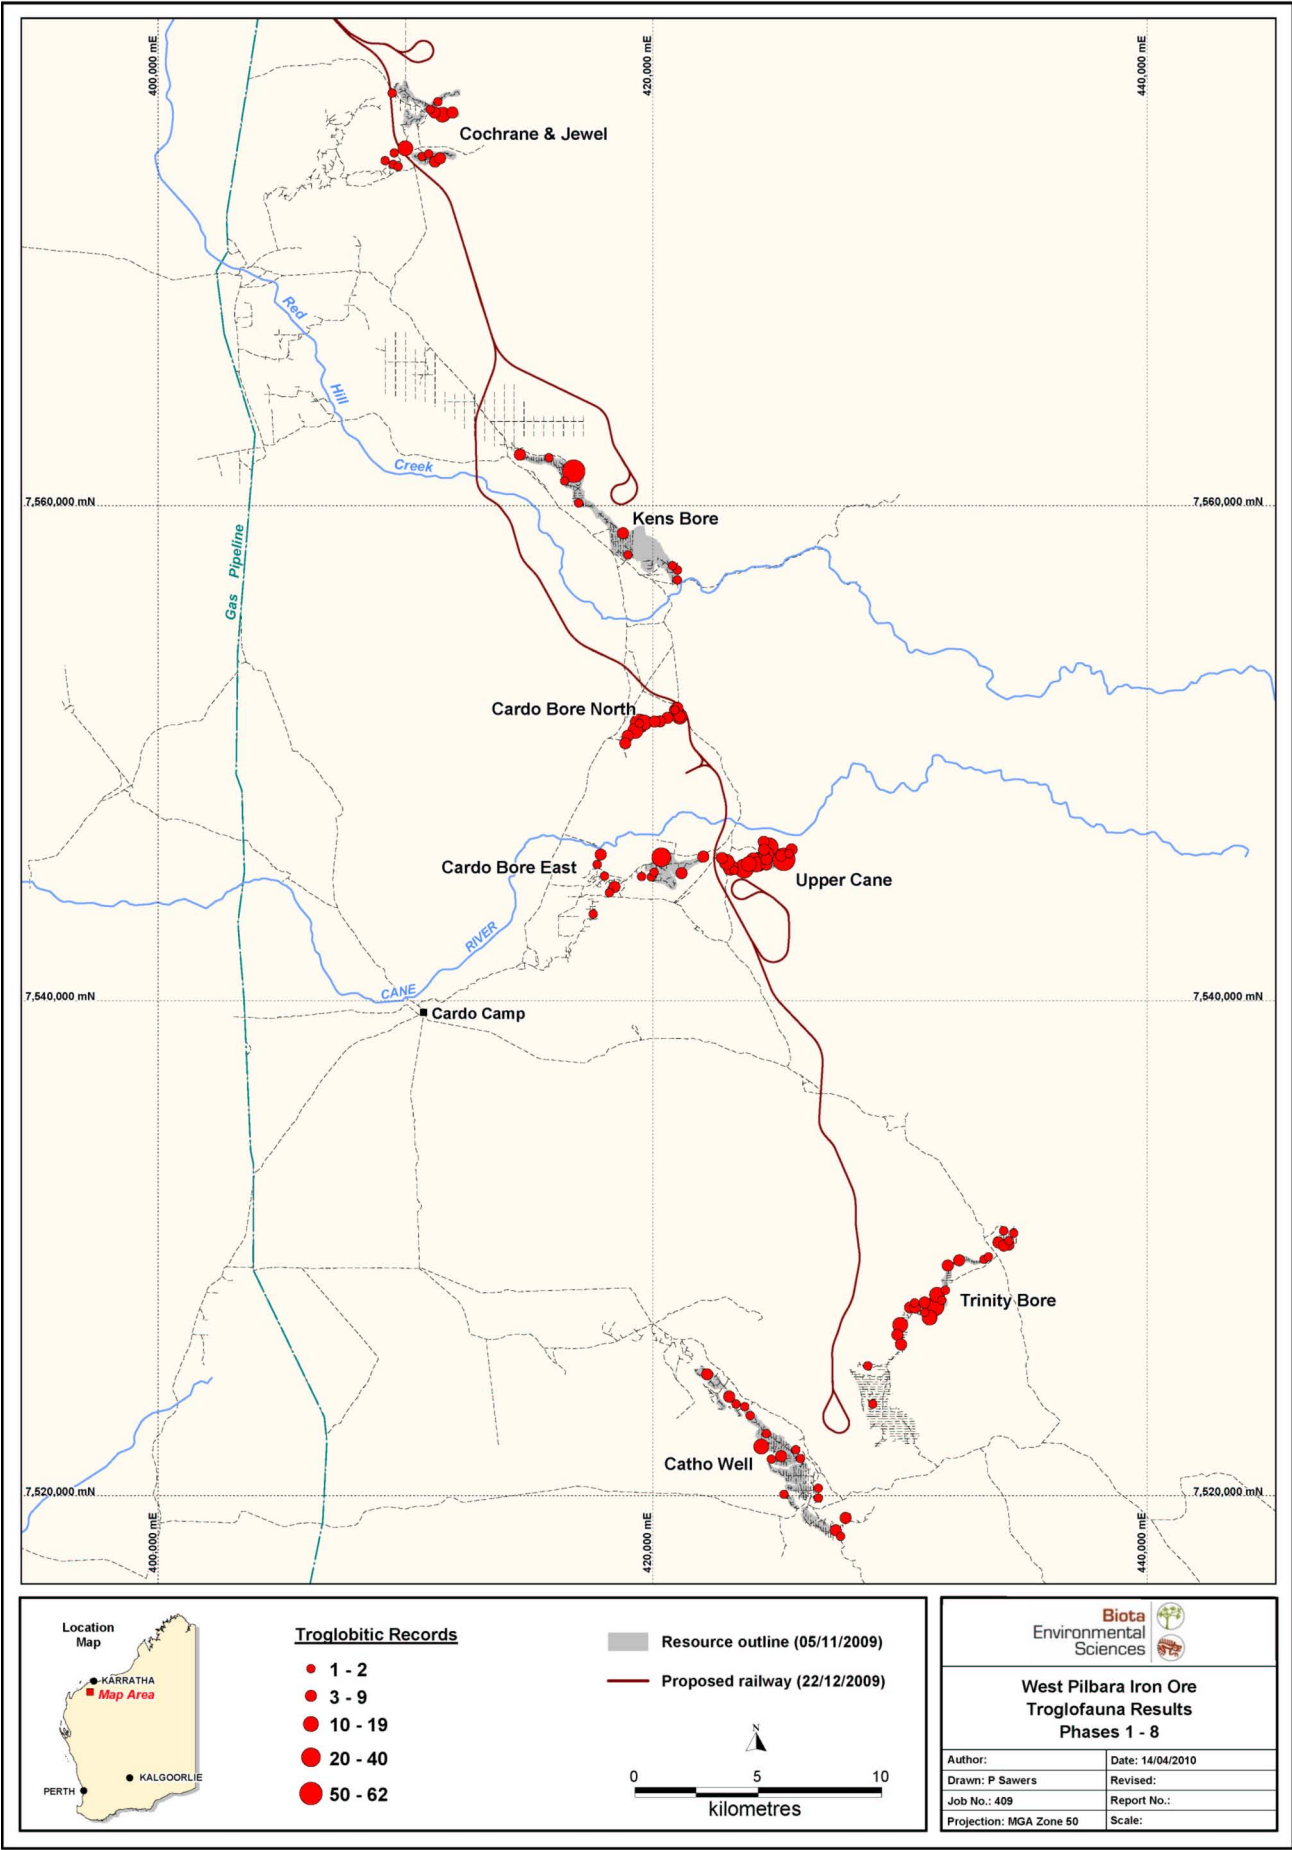 400,000 mE
420,000 mE
440,000 mE
Cochrane & Jewel
Red
Hill
Creek
7,560,000 mN
7,560,000 mN
Kens Bore
Gas Pipeline
Cardo Bore North
Cardo Bore East
Upper Cane
RIVER
CANE
7,540,000 mN
7,540,000 mN
Cardo Camp
Trinity Bore
Catho Well
7,520,000 mN
7,520,000 mN
400,000 mE
420,000 mE
440,000 mE
Location
Map
KARRATHA
Map Area
KALGOORLIE
PERTH
Troglobitic Records
1 - 2
3 - 9
10 - 19
20 - 40
50 - 62
Resource outline (05/11/2009)
Proposed railway (22/12/2009)
N
0 5 10
kilometres
Biota
Environmental
Sciences
West Pilbara Iron Ore
Troglofauna Results
Phases 1 - 8
Author: Date: 14/04/2010
Drawn: P Sawers Revised:
Job No.: 409 Report No.:
Projection: MGA Zone 50 Scale: